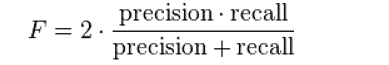 F = 2 · precision · recall / precision + recall